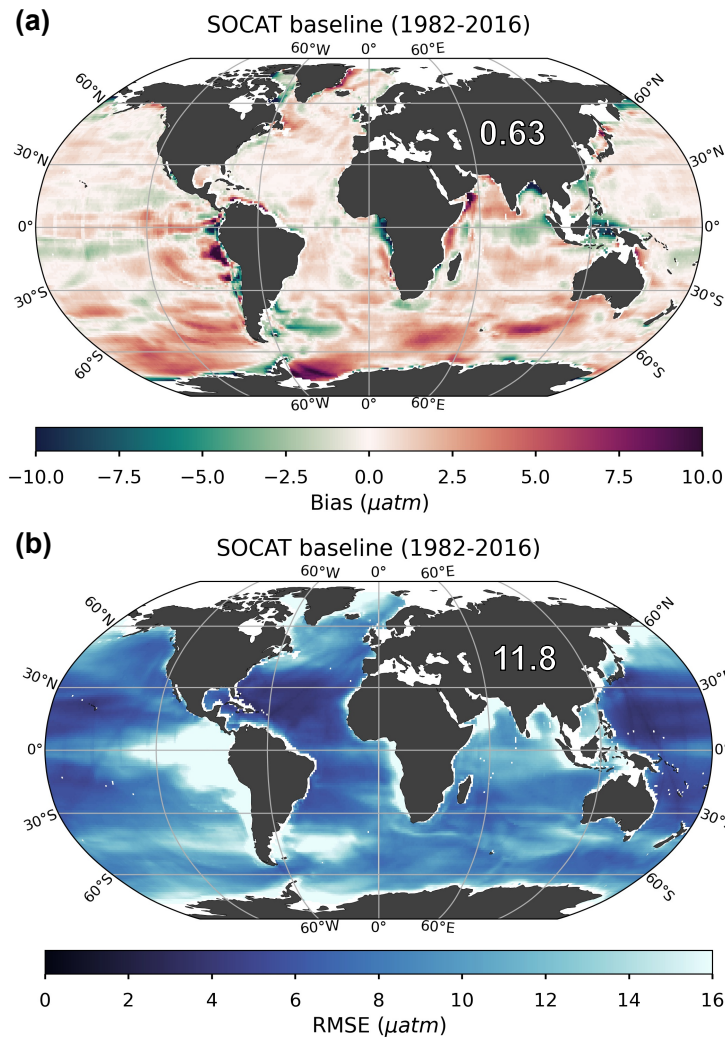 (a)
SOCAT baseline (1982-2016)
60°W 0° 60°E
60°N
0.63
30°N 30°N
0° 0°
30°S 30°S
60°S 60°S
60°W 0° 60°E
−10.0 −7.5 −5.0 −2.5 0.0 2.5 5.0 7.5 10.0
Bias (μatm)
(b)
SOCAT baseline (1982-2016)
60°W 0° 60°E
60°N
11.8
30°N 30°N
0° 0°
30°S 30°S
60°S 60°S
60°W 0° 60°E
0 2 4 6 8 10 12 14 16
RMSE (μatm)